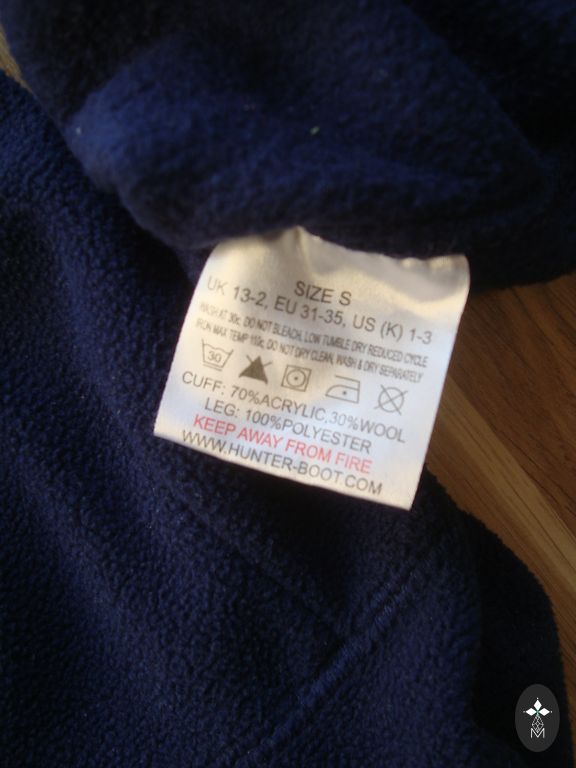 SIZE S
UK 13-2, EU 31-35, US (K) 1-3
WASH AT 30c. DO NOT BLEACH, LOW TUMBLE DRY REDUCED CYCLE
IRON MAX TEMP 110c, DO NOT DRY CLEAN, WASH & DRY SEPARATELY
30
CUFF: 70%ACRYLIC,30%WOOL
LEG: 100%POLYESTER
KEEP AWAY FROM FIRE
WWW.HUNTER-BOOT.COM
M